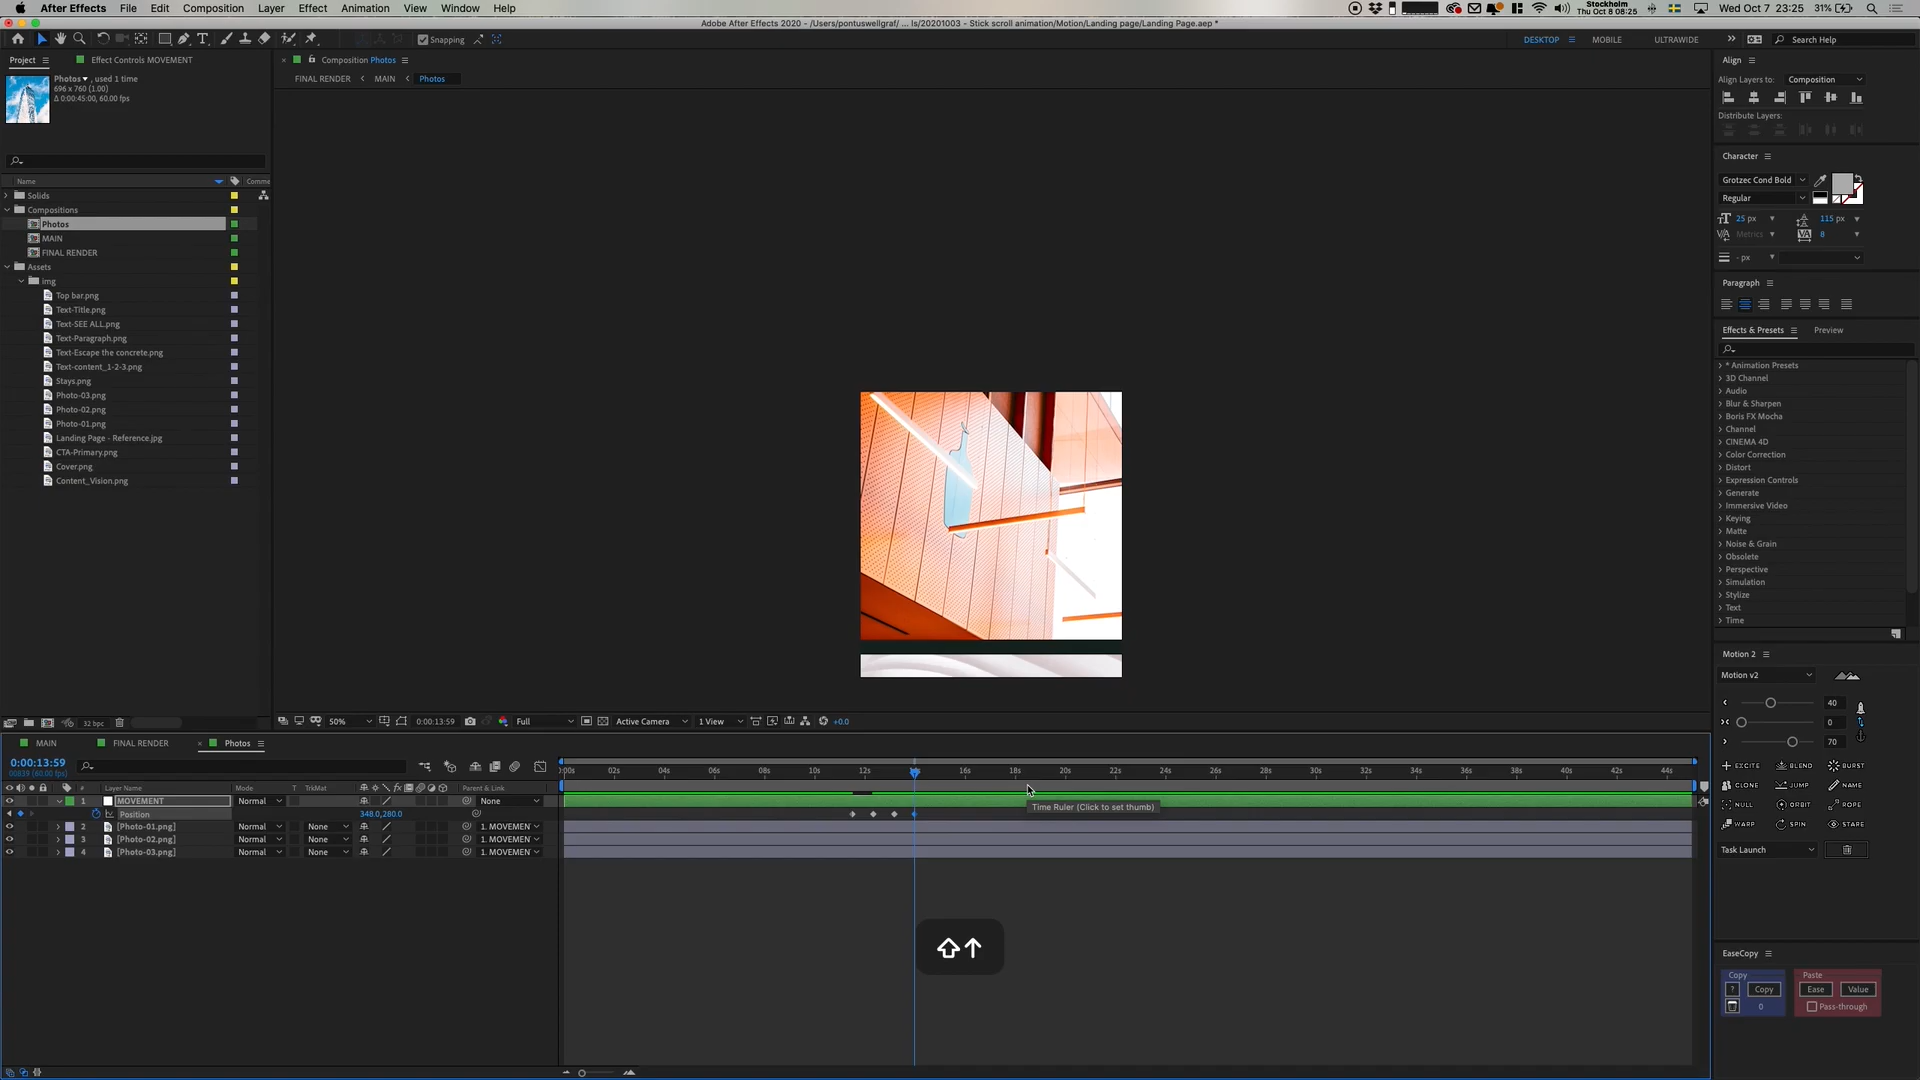 After Effects File Edit Composition Layer Effect Animation View Window Help
Stockholm
Thu Oct 8 08:25
Wed Oct 7 23:25 31%
Adobe After Effects 2020 - /Users/pontuswellgraf/ ... ls/20201003 - Stick scroll animation/Motion/Landing page/Landing Page.aep *
Snapping
DESKTOP MOBILE ULTRAWIDE Search Help
Project Effect Controls MOVEMENT
Photos , used 1 time
696 x 760 (1.00)
Δ 0:00:45:00, 60.00 fps
Name Comme
Solids
Compositions
Photos
MAIN
FINAL RENDER
Assets
img
Top bar.png
Text-Title.png
Text-SEE ALL.png
Text-Paragraph.png
Text-Escape the concrete.png
Text-content_1-2-3.png
Stays.png
Photo-03.png
Photo-02.png
Photo-01.png
Landing Page - Reference.jpg
CTA-Primary.png
Cover.png
Content_Vision.png
32 bpc
Composition Photos
FINAL RENDER MAIN Photos
50% 0:00:13:59 Full Active Camera 1 View +0.0
Align
Align Layers to: Composition
Distribute Layers:
Character
Grotzec Cond Bold
Regular
25 px 115 px
Metrics 8
- px
Paragraph
Effects & Presets Preview
* Animation Presets
3D Channel
Audio
Blur & Sharpen
Boris FX Mocha
Channel
CINEMA 4D
Color Correction
Distort
Expression Controls
Generate
Immersive Video
Keying
Matte
Noise & Grain
Obsolete
Perspective
Simulation
Stylize
Text
Time
Motion 2
Motion v2
40
0
70
EXCITE BLEND BURST
CLONE JUMP NAME
NULL ORBIT ROPE
WARP SPIN STARE
Task Launch
EaseCopy
Copy Paste
? Copy Ease Value
0 Pass-through
MAIN FINAL RENDER Photos
0:00:13:59
00839 (60.00 fps)
# Layer Name Mode T TrkMat Parent & Link
:00s 02s 04s 06s 08s 10s 12s 16s 18s 20s 22s 24s 26s 28s 30s 32s 34s 36s 38s 40s 42s 44s
1 MOVEMENT Normal None
Position 348.0,280.0
2 [Photo-01.png] Normal None 1. MOVEMEN
3 [Photo-02.png] Normal None 1. MOVEMEN
4 [Photo-03.png] Normal None 1. MOVEMEN
Time Ruler (Click to set thumb)